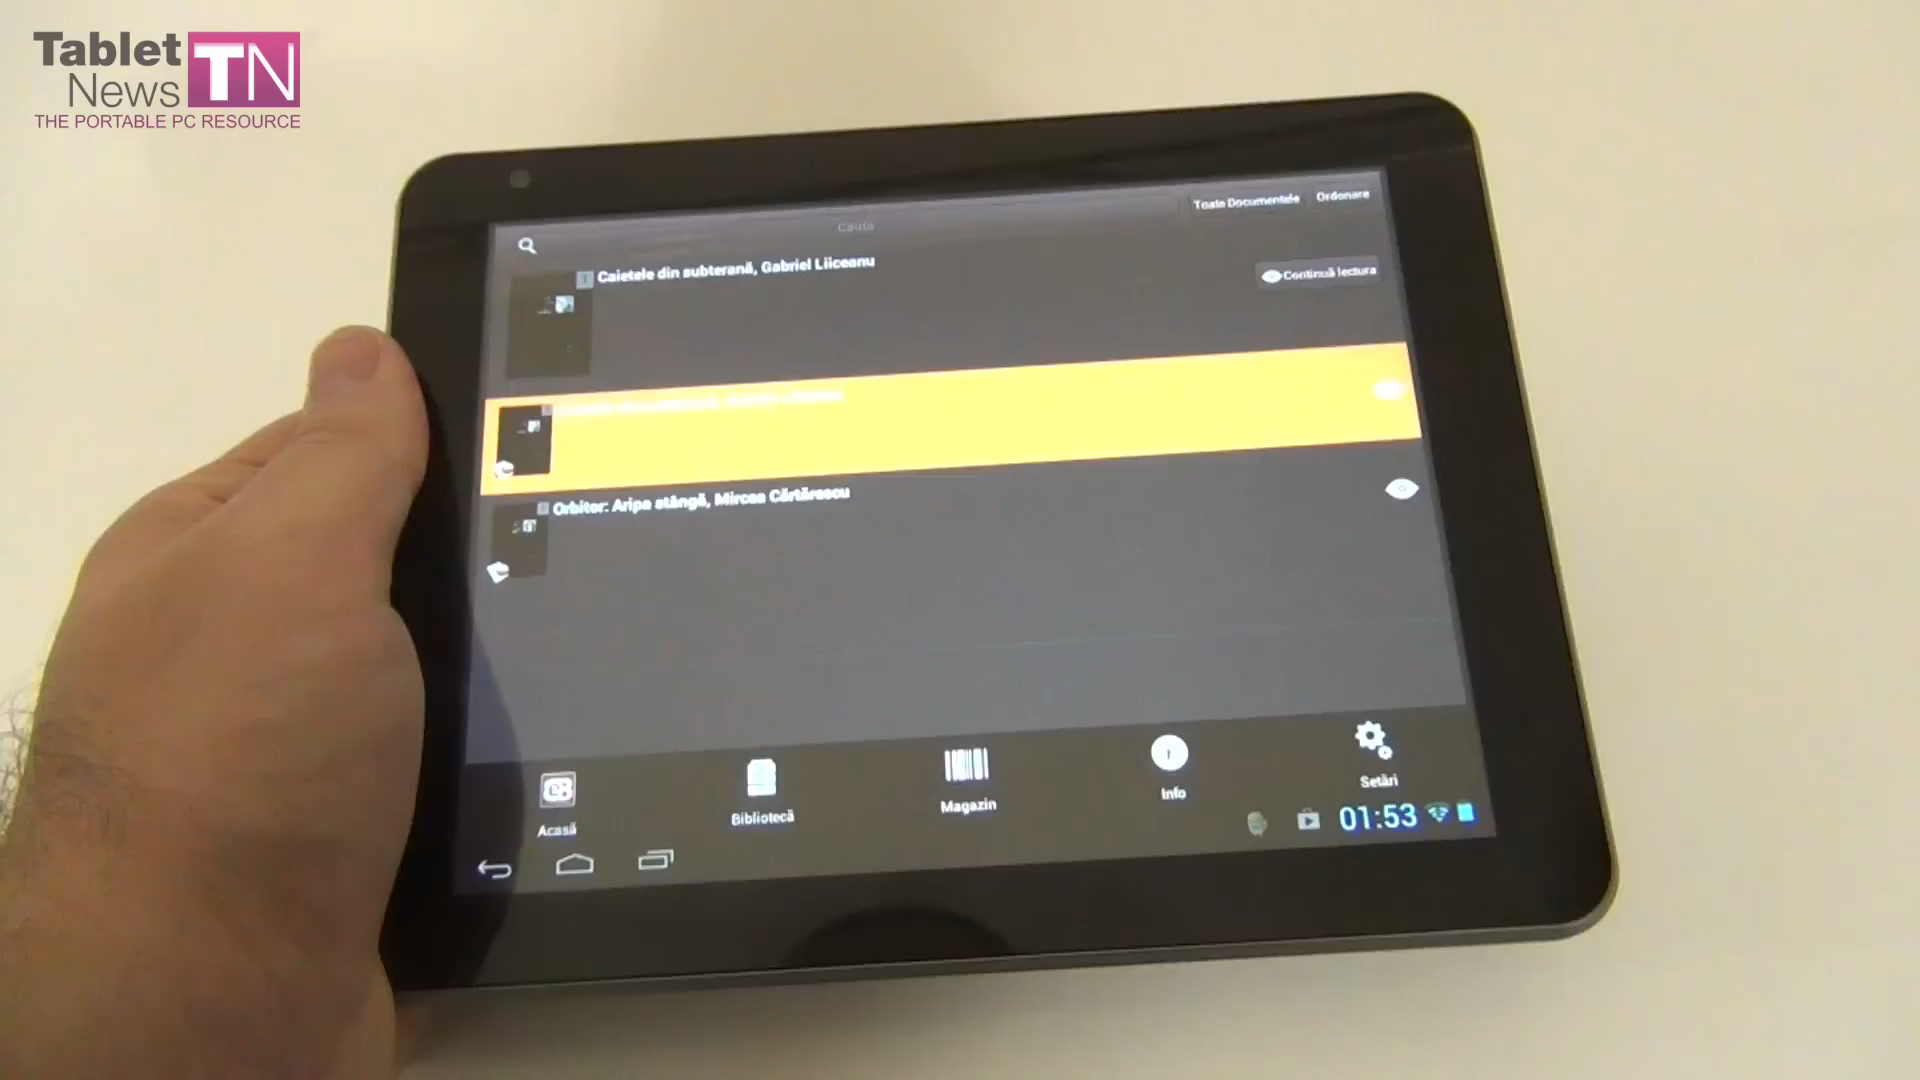 Tablet
News TN
THE PORTABLE PC RESOURCE
Caută
Toate Documentele
Ordonare
Caietele din subterană, Gabriel Liiceanu
Continuă lectura
Orbitor: Aripa stângă, Mircea Cărtărescu
Acasă
Bibliotecă
Magazin
Info
Setări
01:53